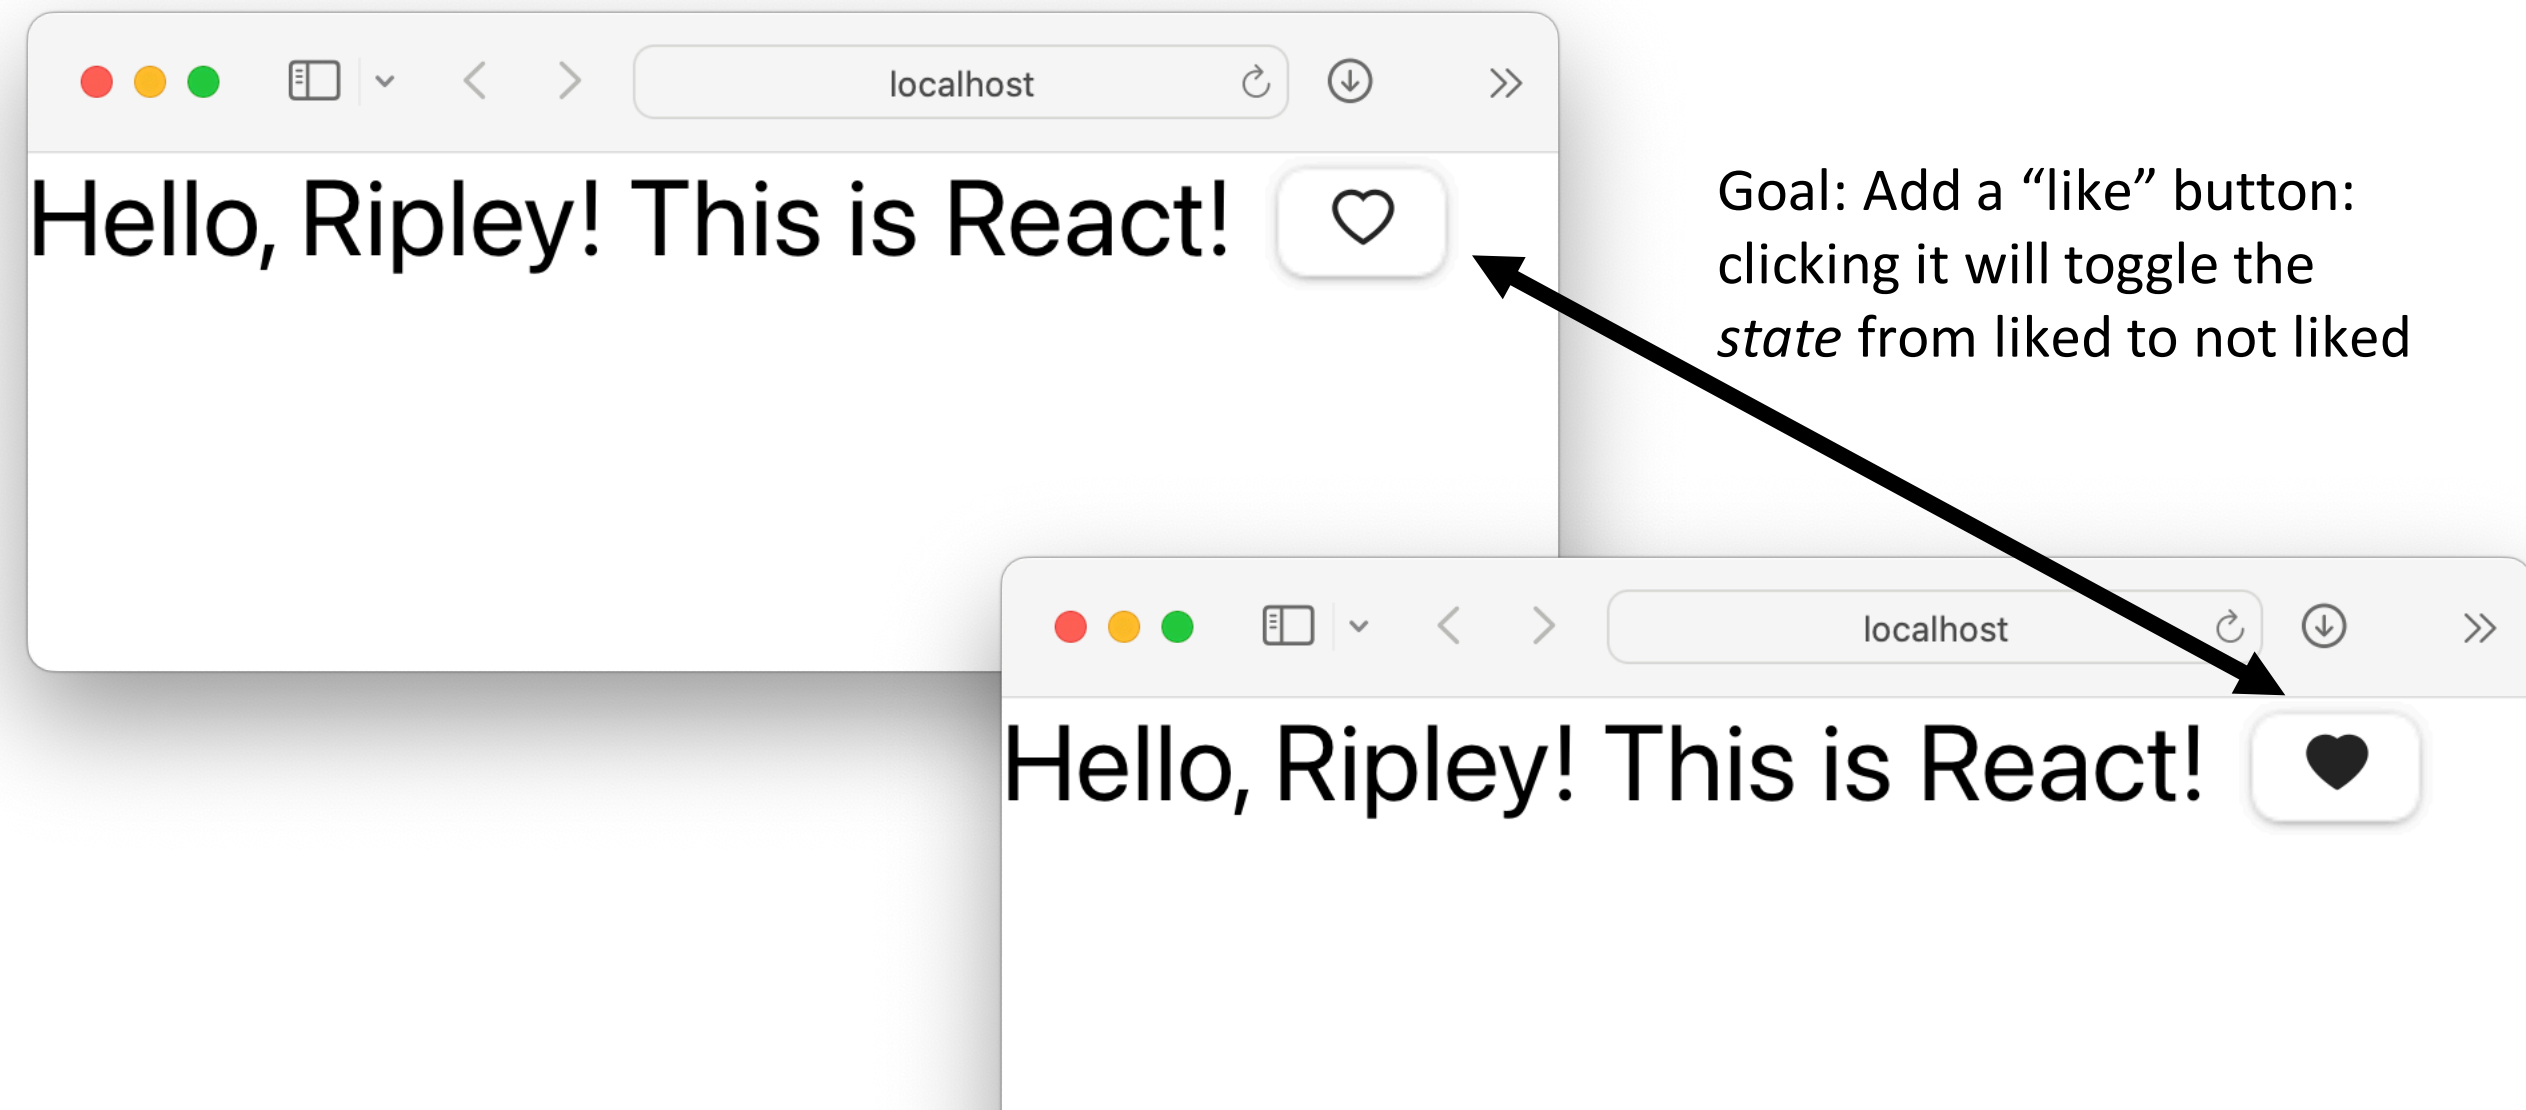 localhost
Hello, Ripley! This is React!
Goal: Add a “like” button:
clicking it will toggle the
state from liked to not liked
localhost
Hello, Ripley! This is React!